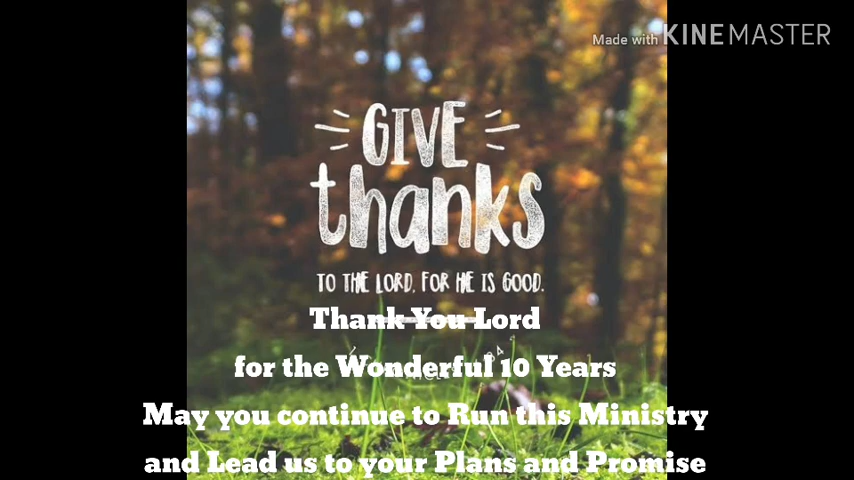 Made with KINEMASTER
GIVE
thanks
TO THE LORD, FOR HE IS GOOD.
Thank You Lord
for the Wonderful 10 Years
May you continue to Run this Ministry
and Lead us to your Plans and Promise